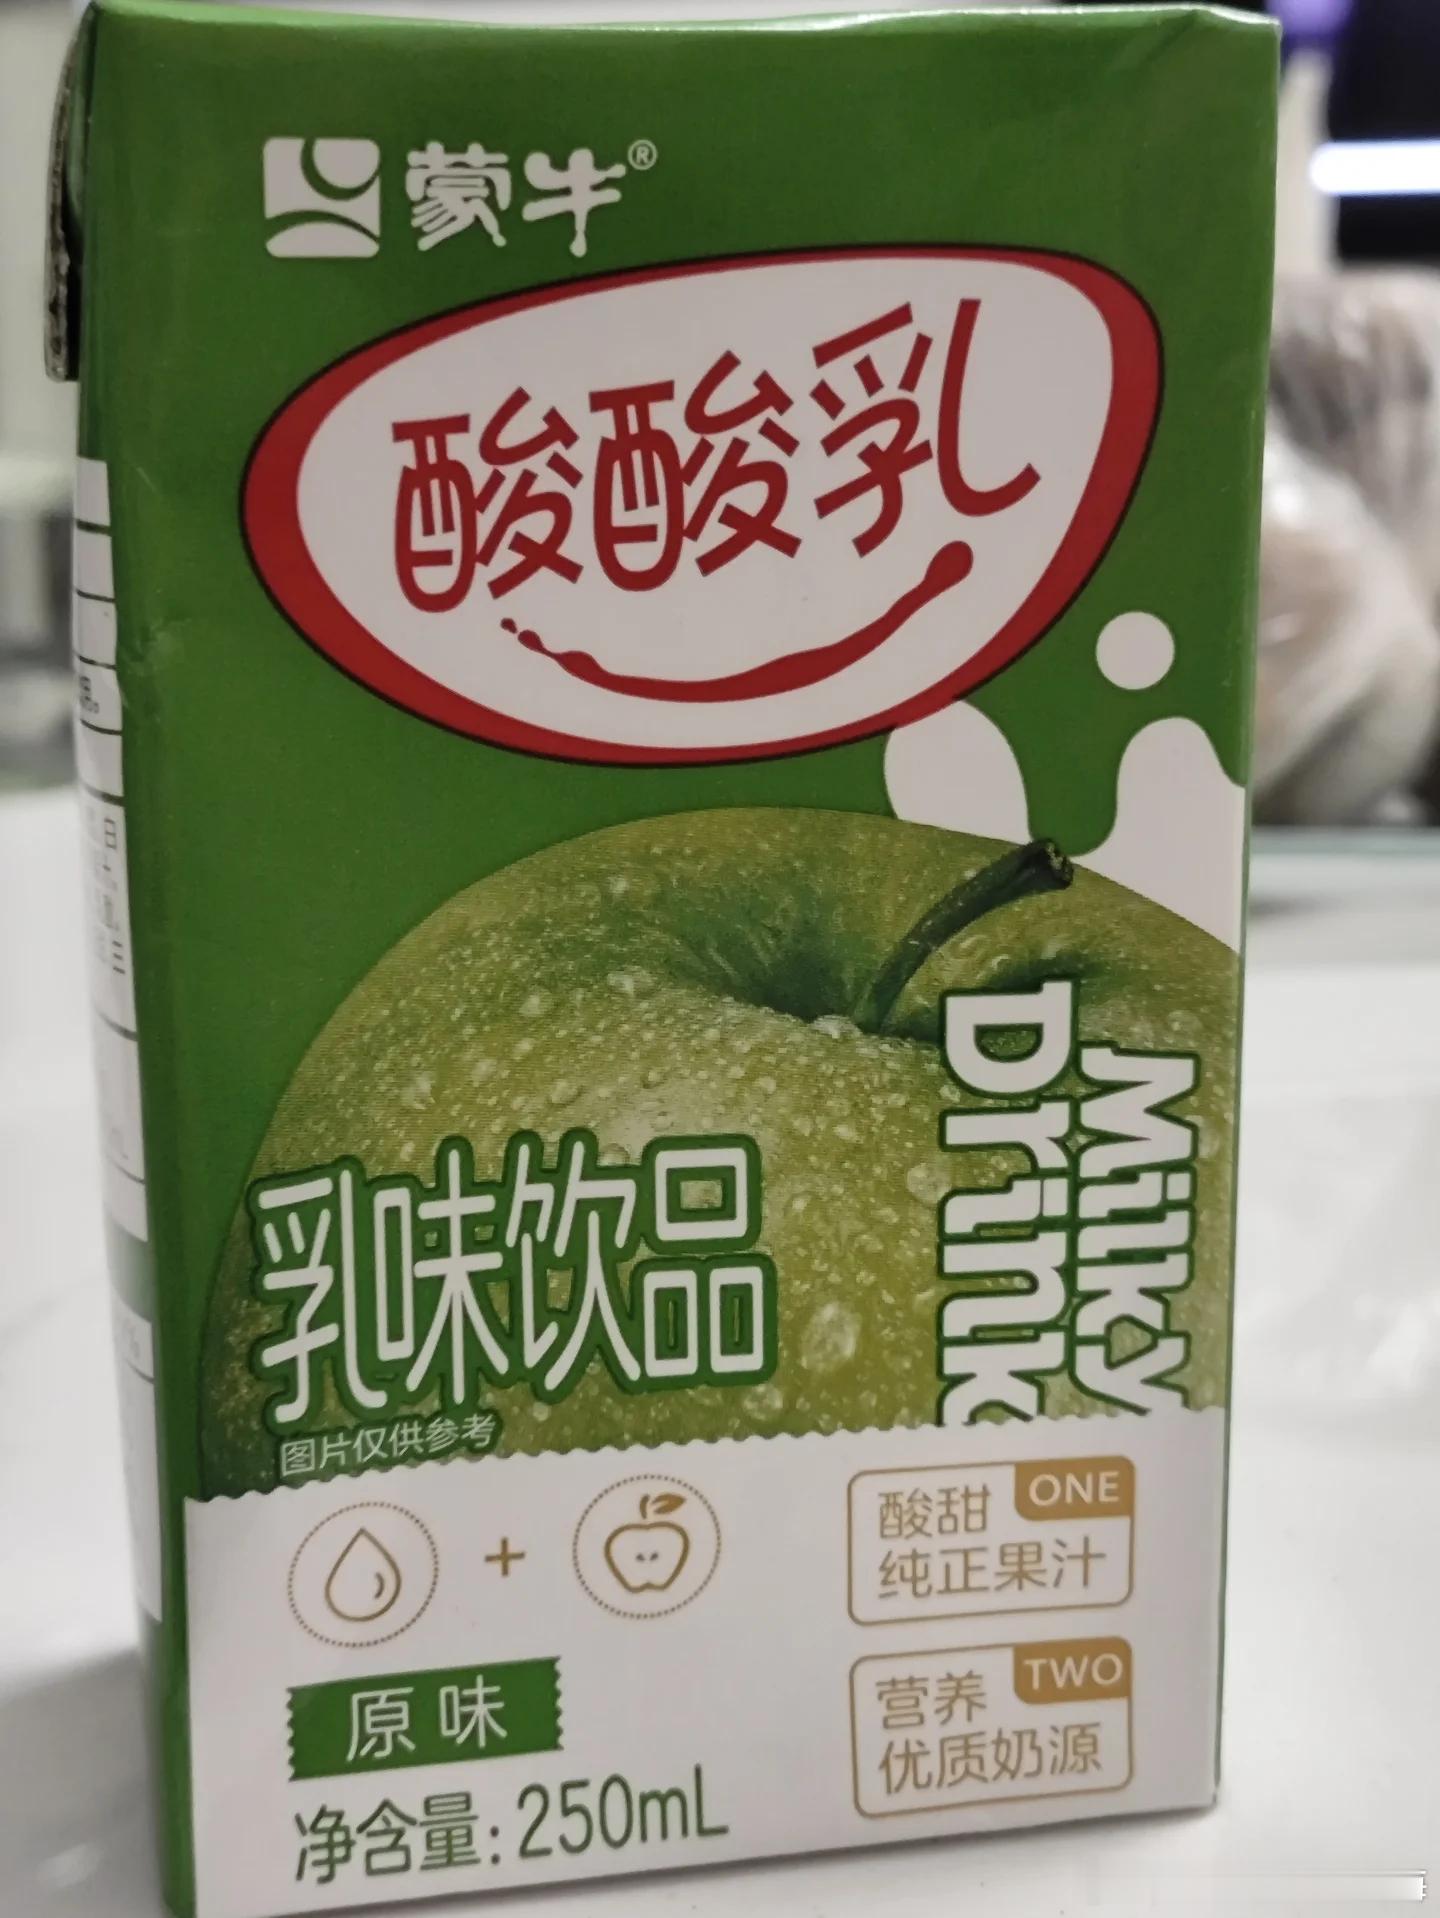 蒙牛®
酸酸乳
Milky
Drink
乳味饮品
图片仅供参考
酸甜 ONE
纯正果汁
原味
营养 TWO
优质奶源
净含量:250mL